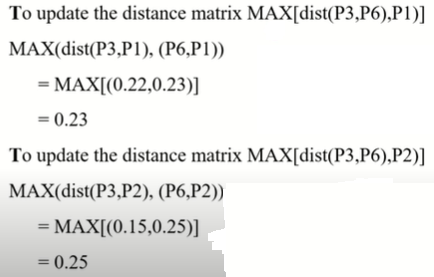 To update the distance matrix MAX[dist(P3,P6),P1)]
MAX(dist(P3,P1), (P6,P1))
= MAX[(0.22,0.23)]
= 0.23
To update the distance matrix MAX[dist(P3,P6),P2)]
MAX(dist(P3,P2), (P6,P2))
= MAX[(0.15,0.25)]
= 0.25